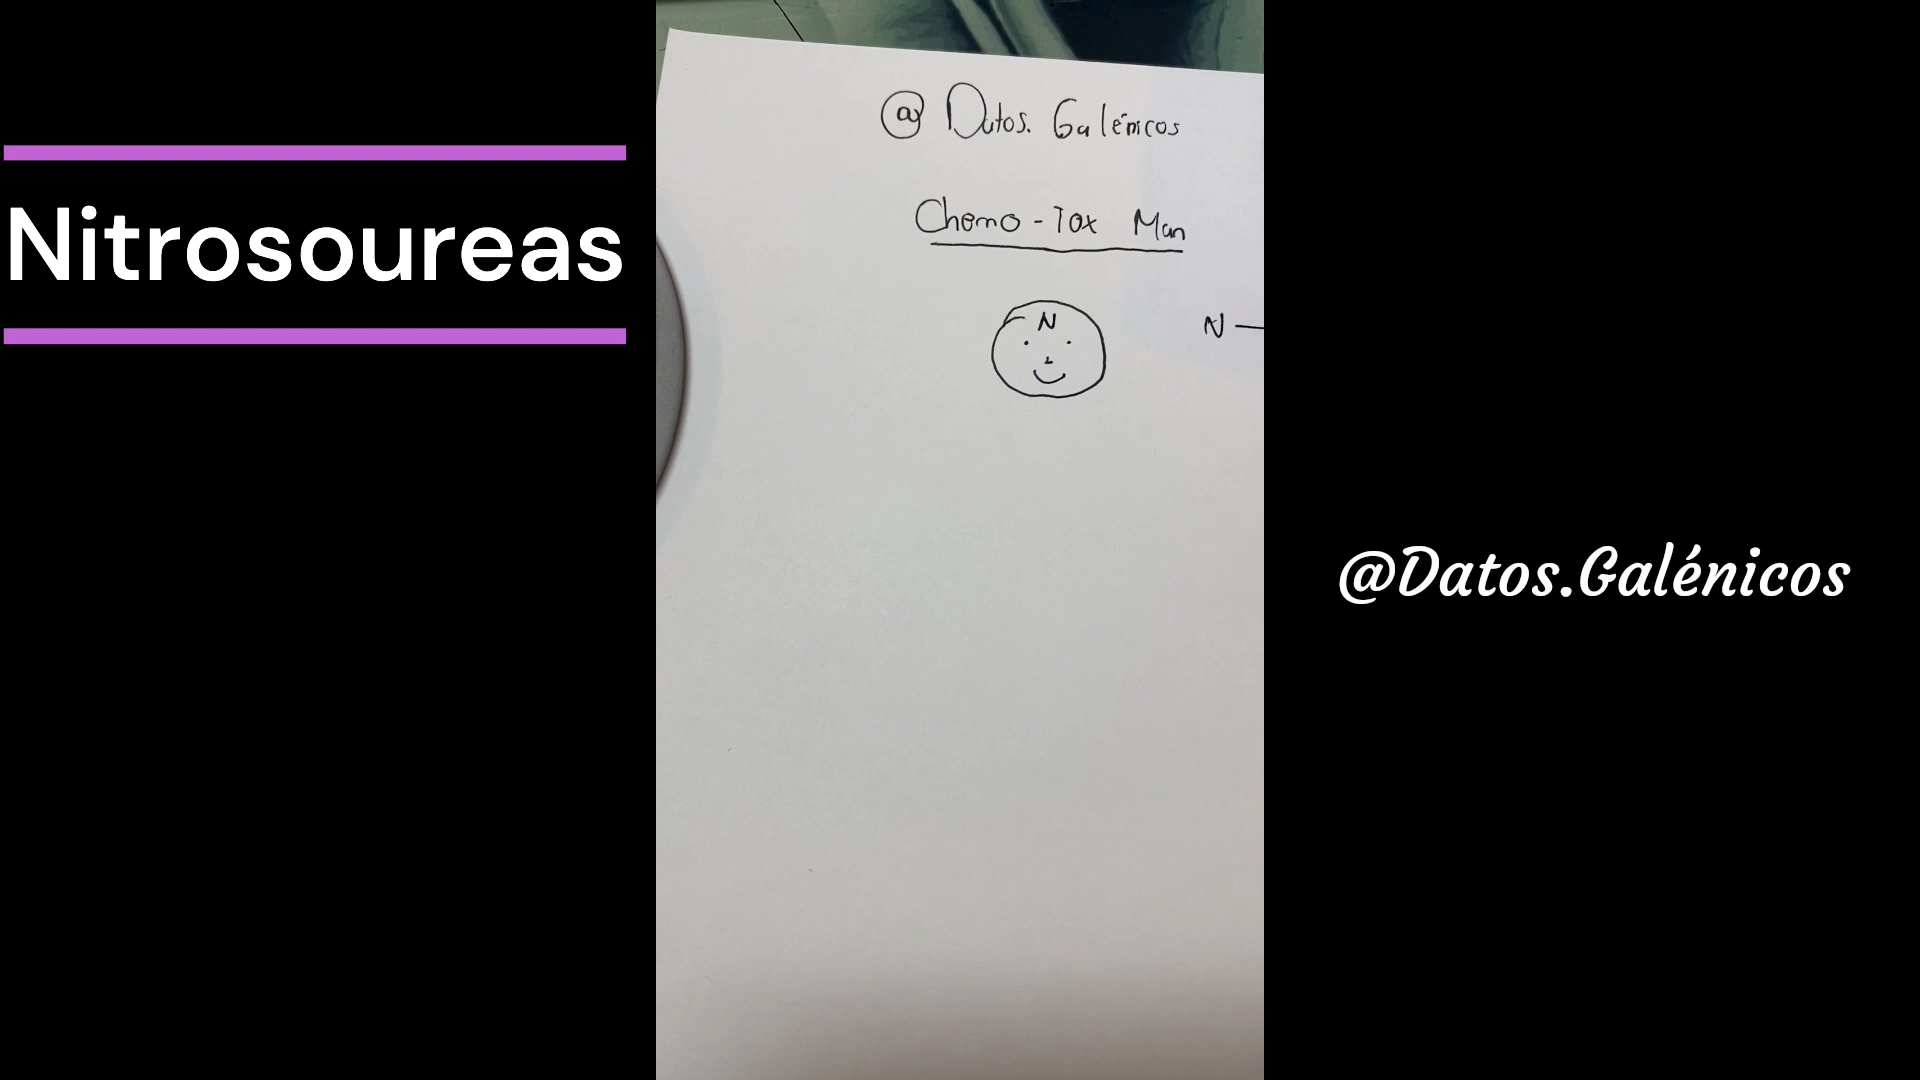 Nitrosoureas
@ Datos. Galénicos
Chemo-Tox Man
N
N —
@Datos.Galénicos